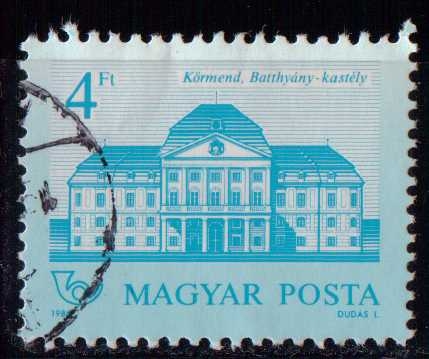 4 Ft
Körmend, Batthyány-kastély
MAGYAR POSTA
DUDÁS L.